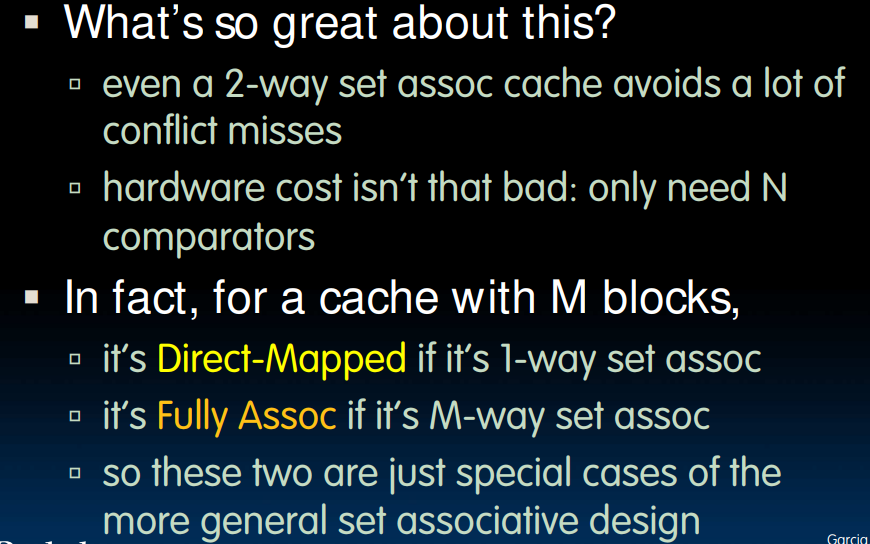 What's so great about this?
even a 2-way set assoc cache avoids a lot of
conflict misses
hardware cost isn't that bad: only need N
comparators
In fact, for a cache with M blocks,
it's Direct-Mapped if it's 1-way set assoc
it's Fully Assoc if it's M-way set assoc
so these two are just special cases of the
more general set associative design
Garcia